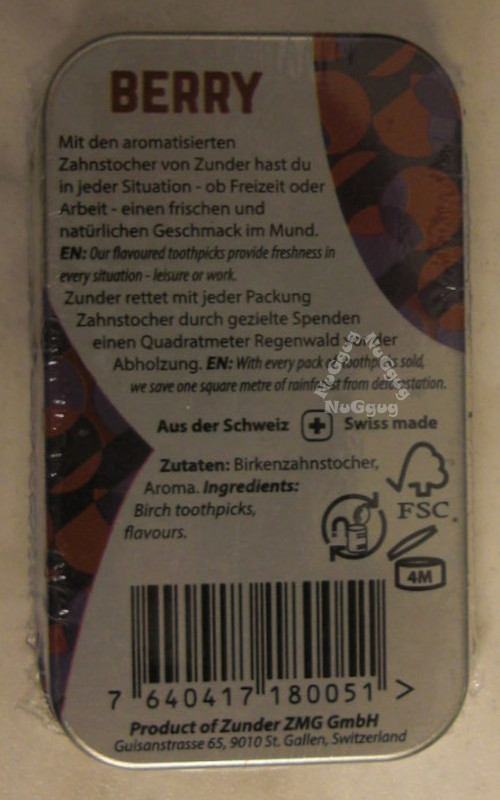 BERRY
Mit den aromatisierten
Zahnstocher von Zunder hast du
in jeder Situation - ob Freizeit oder
Arbeit - einen frischen und
natürlichen Geschmack im Mund.
EN: Our flavoured toothpicks provide freshness in
every situation - leisure or work.
Zunder rettet mit jeder Packung
Zahnstocher durch gezielte Spenden
einen Quadratmeter Regenwald vor der
Abholzung. EN: With every pack of toothpicks sold,
we save one square metre of rainforest from deforestation.
NuGgug NuGgug
NuGgug
Aus der Schweiz Swiss made
Zutaten: Birkenzahnstocher,
Aroma. Ingredients:
Birch toothpicks,
flavours.
FSC
4M
7 640417 180051 >
Product of Zunder ZMG GmbH
Guisanstrasse 65, 9010 St. Gallen, Switzerland